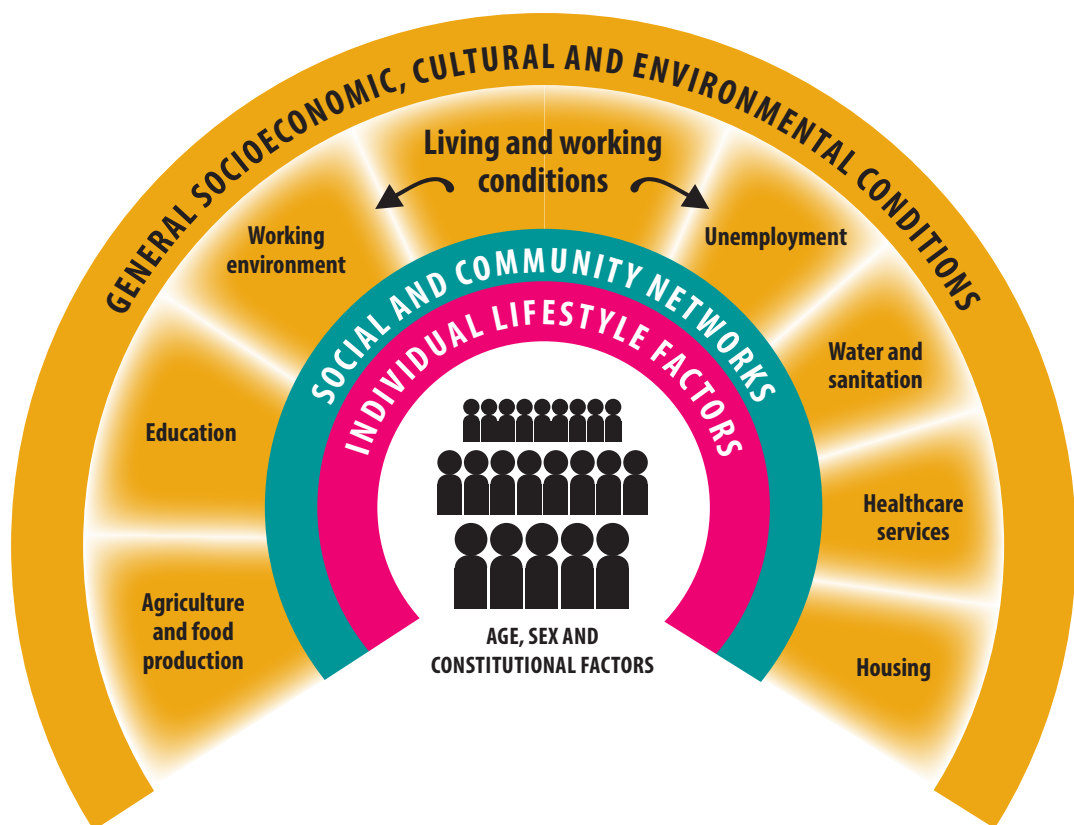 GENERAL SOCIOECONOMIC, CULTURAL AND ENVIRONMENTAL CONDITIONS
Living and working
conditions
Working
environment
Unemployment
SOCIAL AND COMMUNITY NETWORKS
INDIVIDUAL LIFESTYLE FACTORS
Water and
sanitation
Education
Healthcare
services
Agriculture
and food
production
AGE, SEX AND
CONSTITUTIONAL FACTORS
Housing